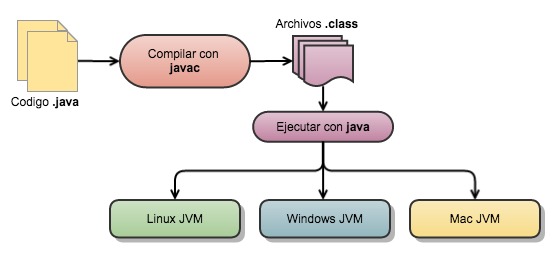 Archivos .class
Compilar con
javac
Codigo .java
Ejecutar con java
Linux JVM
Windows JVM
Mac JVM